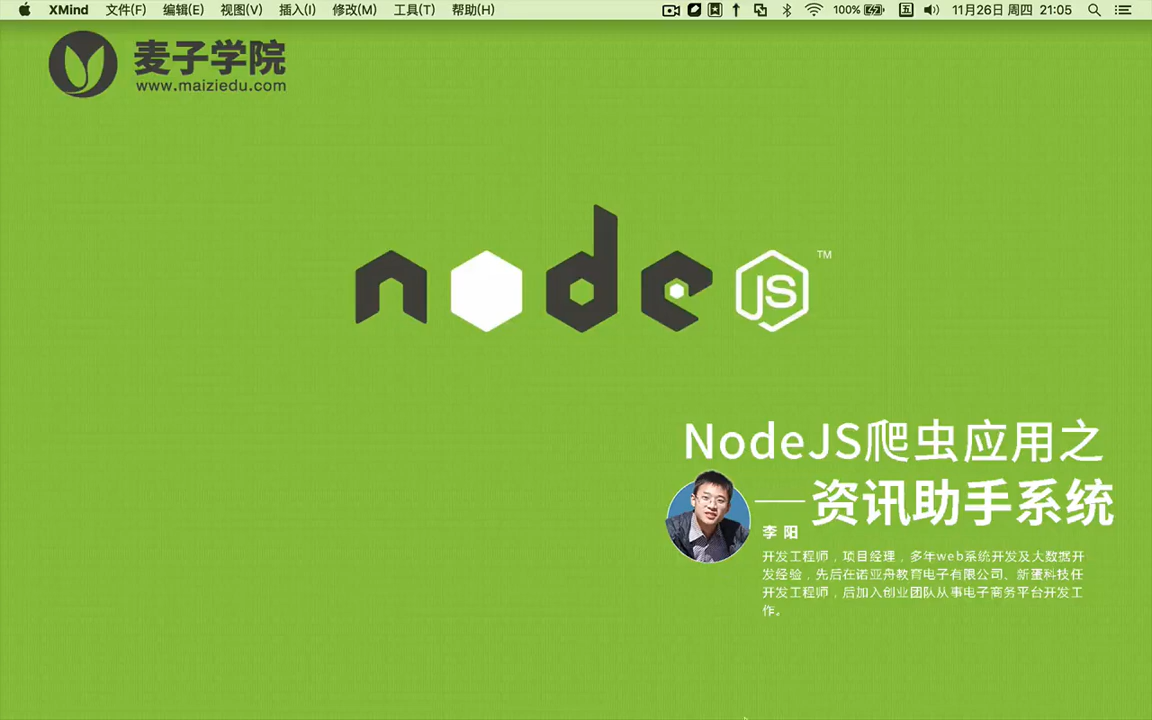 XMind 文件(F) 编辑(E) 视图(V) 插入(I) 修改(M) 工具(T) 帮助(H) 100% 五 11月26日 周四 21:05
麦子学院
www.maiziedu.com
node JS TM
NodeJS爬虫应用之
——资讯助手系统
李 阳
开发工程师，项目经理，多年web系统开发及大数据开
发经验，先后在诺亚舟教育电子有限公司、新蛋科技任
开发工程师，后加入创业团队从事电子商务平台开发工
作。